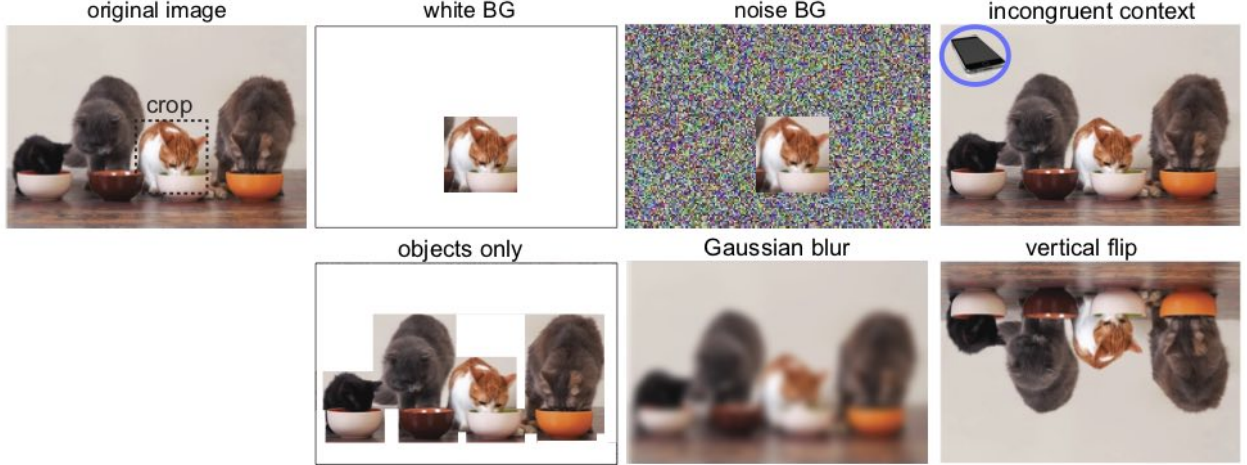 original image
white BG
noise BG
incongruent context
crop
objects only
Gaussian blur
vertical flip